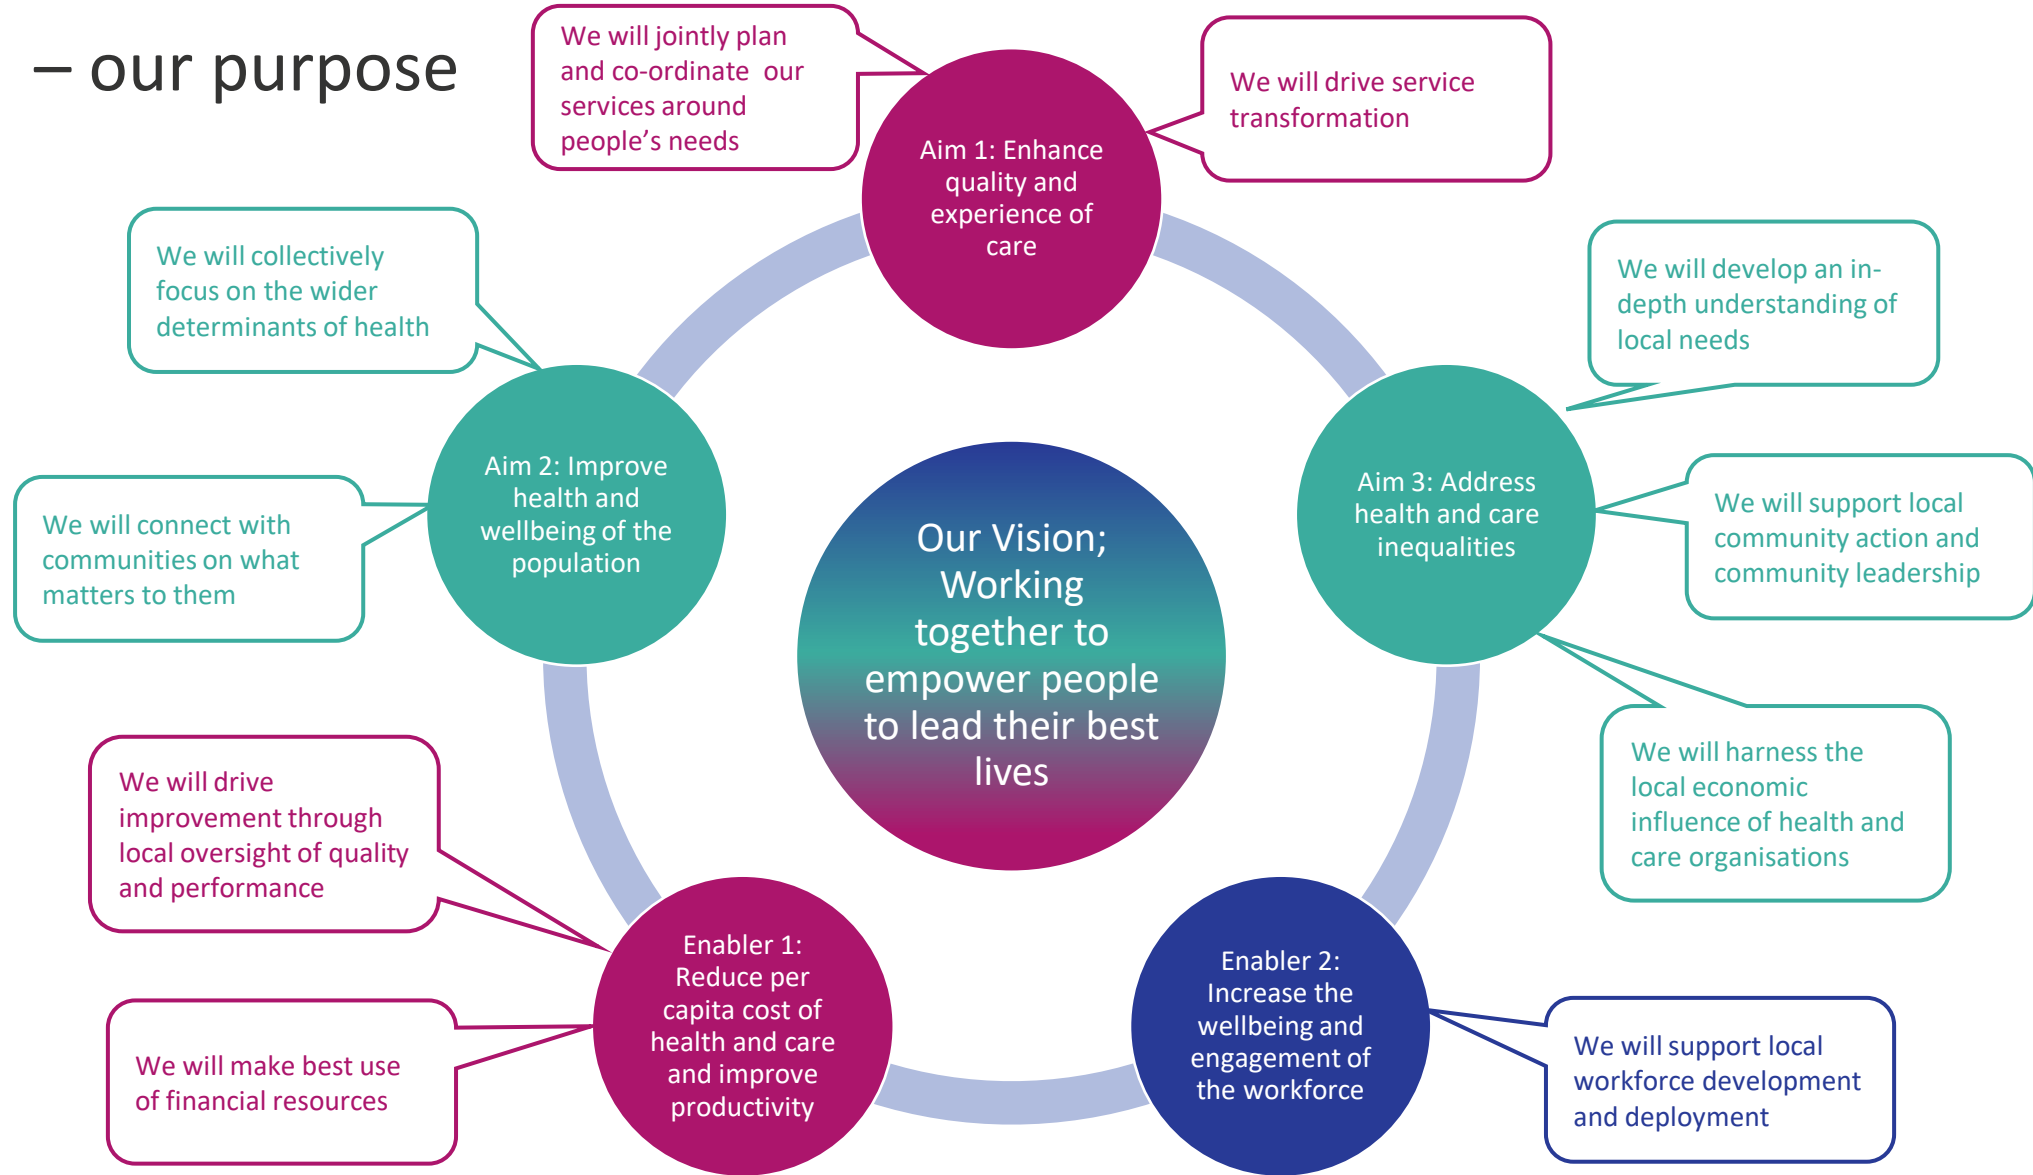 – our purpose
We will jointly plan
and co-ordinate  our
services around
people’s needs
We will drive service
transformation
Aim 1: Enhance
quality and
experience of
care
We will collectively
focus on the wider
determinants of health
We will develop an in-
depth understanding of
local needs
Aim 2: Improve
health and
wellbeing of the
population
Aim 3: Address
health and care
inequalities
We will connect with
communities on what
matters to them
Our Vision;
Working
together to
empower people
to lead their best
lives
We will support local
community action and
community leadership
We will drive
improvement through
local oversight of quality
and performance
We will harness the
local economic
influence of health and
care organisations
Enabler 1:
Reduce per
capita cost of
health and care
and improve
productivity
Enabler 2:
Increase the
wellbeing and
engagement of
the workforce
We will make best use
of financial resources
We will support local
workforce development
and deployment